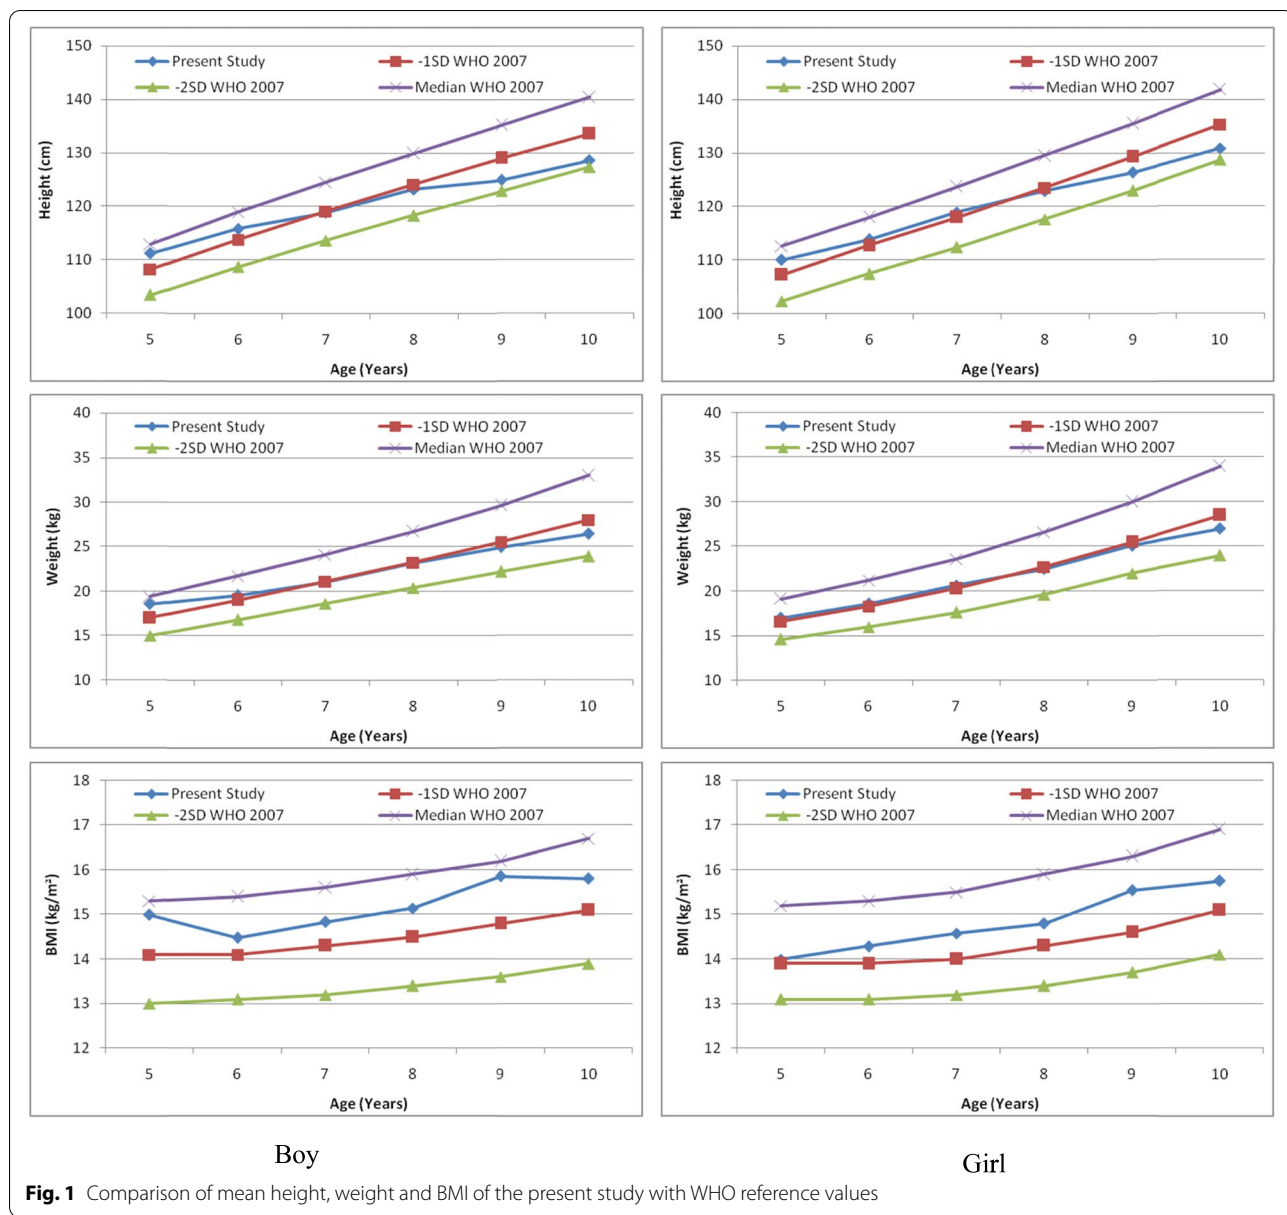 150
140
130
120
110
100
Height (cm)
Present Study
-1SD WHO 2007
-2SD WHO 2007
Median WHO 2007
5 6 7 8 9 10
Age (Years)
150
140
130
120
110
100
Height (cm)
Present Study
-1SD WHO 2007
-2SD WHO 2007
Median WHO 2007
5 6 7 8 9 10
Age (Years)
40
35
30
25
20
15
10
Weight (kg)
Present Study
-1SD WHO 2007
-2SD WHO 2007
Median WHO 2007
5 6 7 8 9 10
Age (Years)
40
35
30
25
20
15
10
Weight (kg)
Present Study
-1SD WHO 2007
-2SD WHO 2007
Median WHO 2007
5 6 7 8 9 10
Age (Years)
18
17
16
15
14
13
12
BMI (kg/m²)
Present Study
-1SD WHO 2007
-2SD WHO 2007
Median WHO 2007
5 6 7 8 9 10
Age (Years)
18
17
16
15
14
13
12
BMI (kg/m²)
Present Study
-1SD WHO 2007
-2SD WHO 2007
Median WHO 2007
5 6 7 8 9 10
Age (Years)
Boy
Girl
Fig. 1 Comparison of mean height, weight and BMI of the present study with WHO reference values